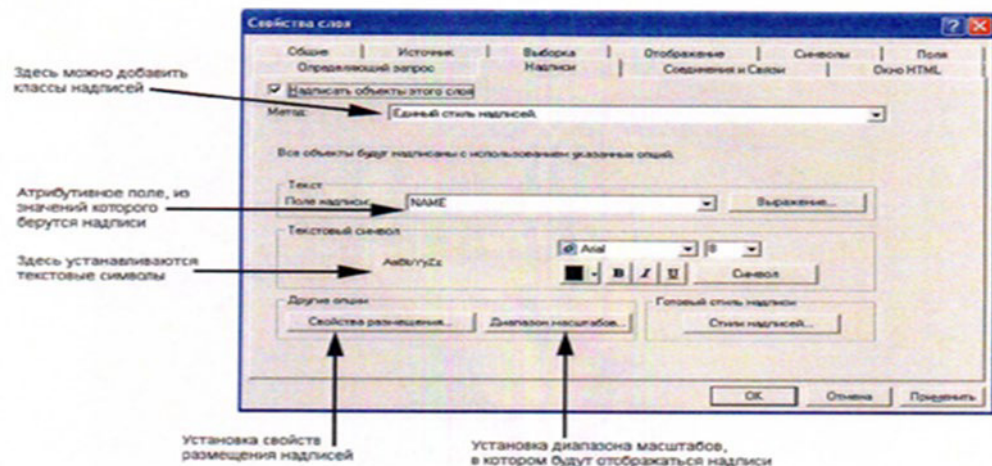 Свойства слоя
Общие Источник Выборка Отображение Символы Поля
Определяющий запрос Надписи Соединения и Связи Окно HTML
Здесь можно добавить
классы надписей
Надписать объекты этого слоя
Метод: Единый стиль надписей.
Все объекты будут надписаны с использованием указанных опций.
Атрибутивное поле, из
значений которого
берутся надписи
Текст
Поле надписи: NAME Выражение...
Здесь устанавливаются
текстовые символы
Текстовый символ
AaBbYyZz
Arial 8
B I U Символ
Другие опции
Свойства размещения... Диапазон масштабов...
Готовый стиль надписи
Стили надписей...
OK Отмена Применить
Установка свойств
размещения надписей
Установка диапазона масштабов,
в котором будут отображаться надписи